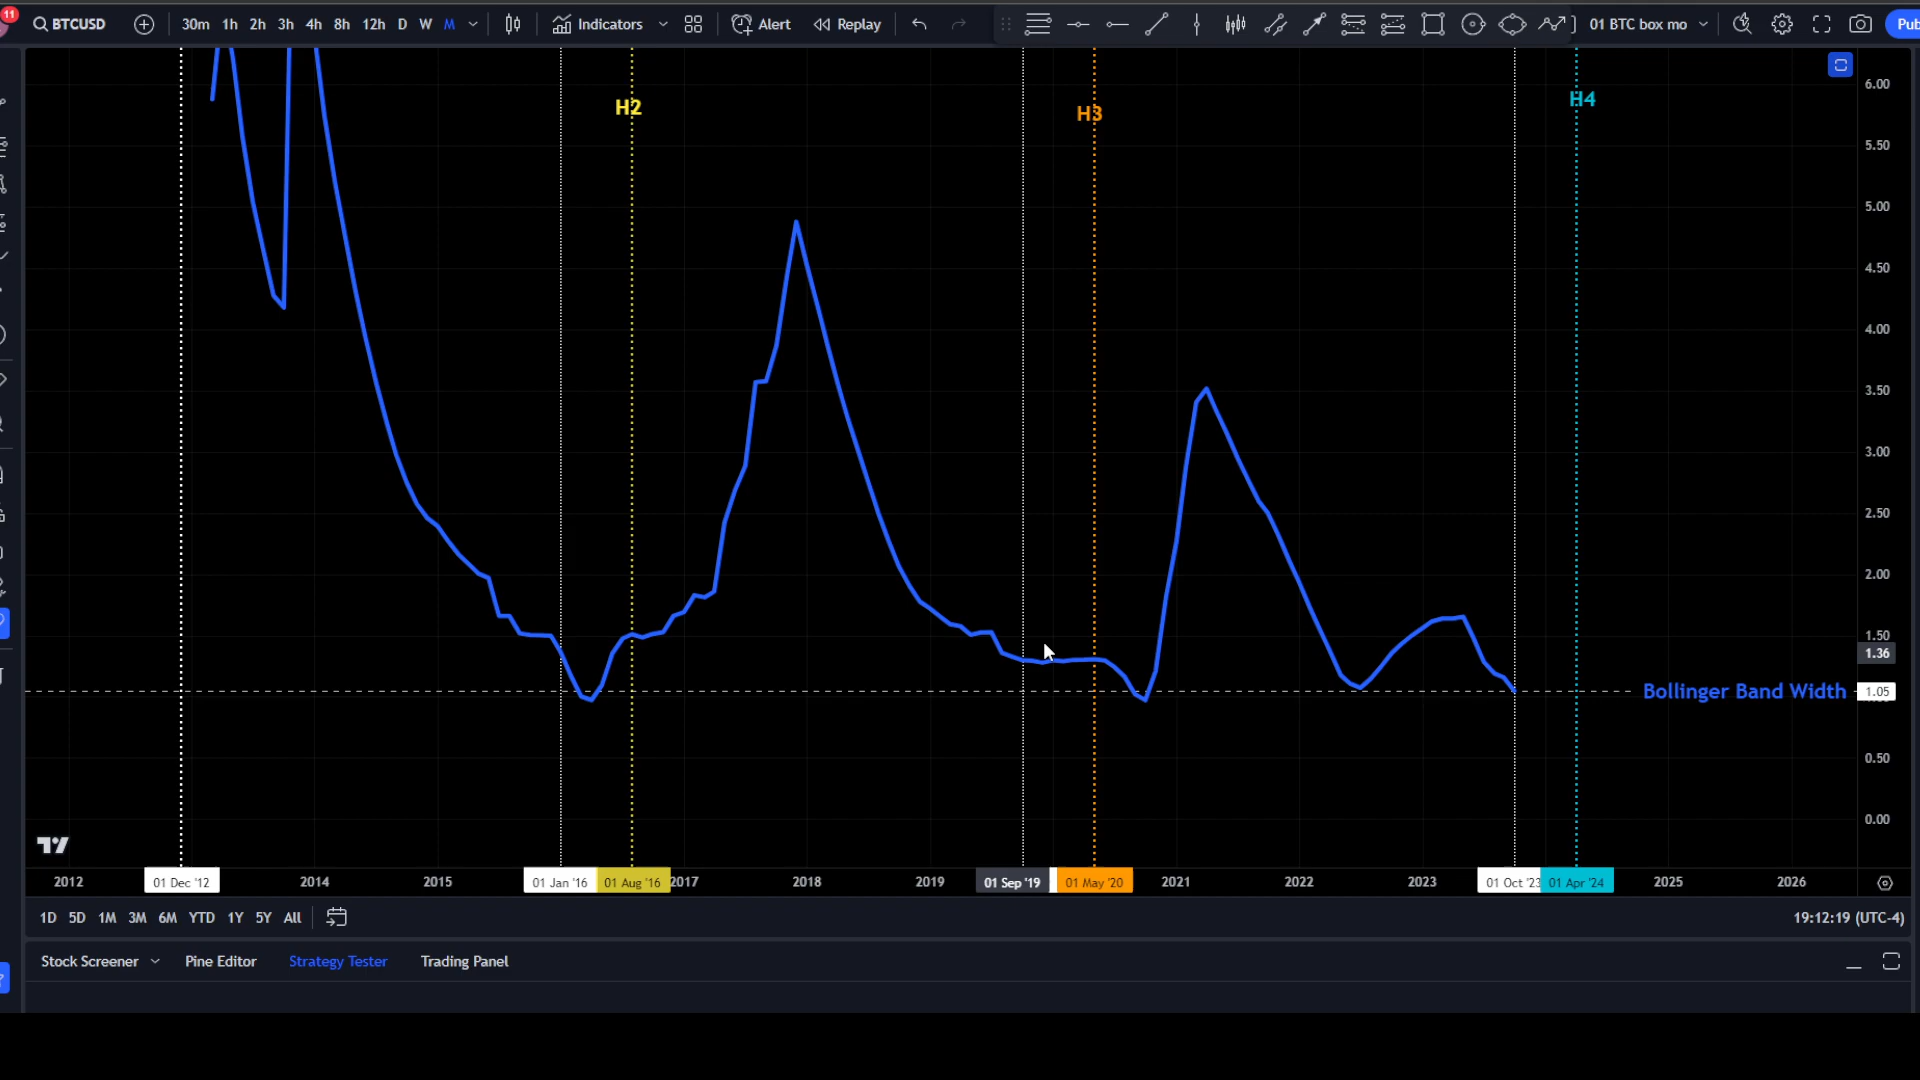 11
BTCUSD 30m 1h 2h 3h 4h 8h 12h D W M Indicators Alert Replay 01 BTC box mo
H2
H3
H4
6.00
5.50
5.00
4.50
4.00
3.50
3.00
2.50
2.00
1.50
1.36
Bollinger Band Width 1.05
0.50
0.00
2012 01 Dec '12 2014 2015 01 Jan '16 01 Aug '16 2017 2018 2019 01 Sep '19 01 May '20 2021 2022 2023 01 Oct '23 01 Apr '24 2025 2026
1D 5D 1M 3M 6M YTD 1Y 5Y All 19:12:19 (UTC-4)
Stock Screener Pine Editor Strategy Tester Trading Panel